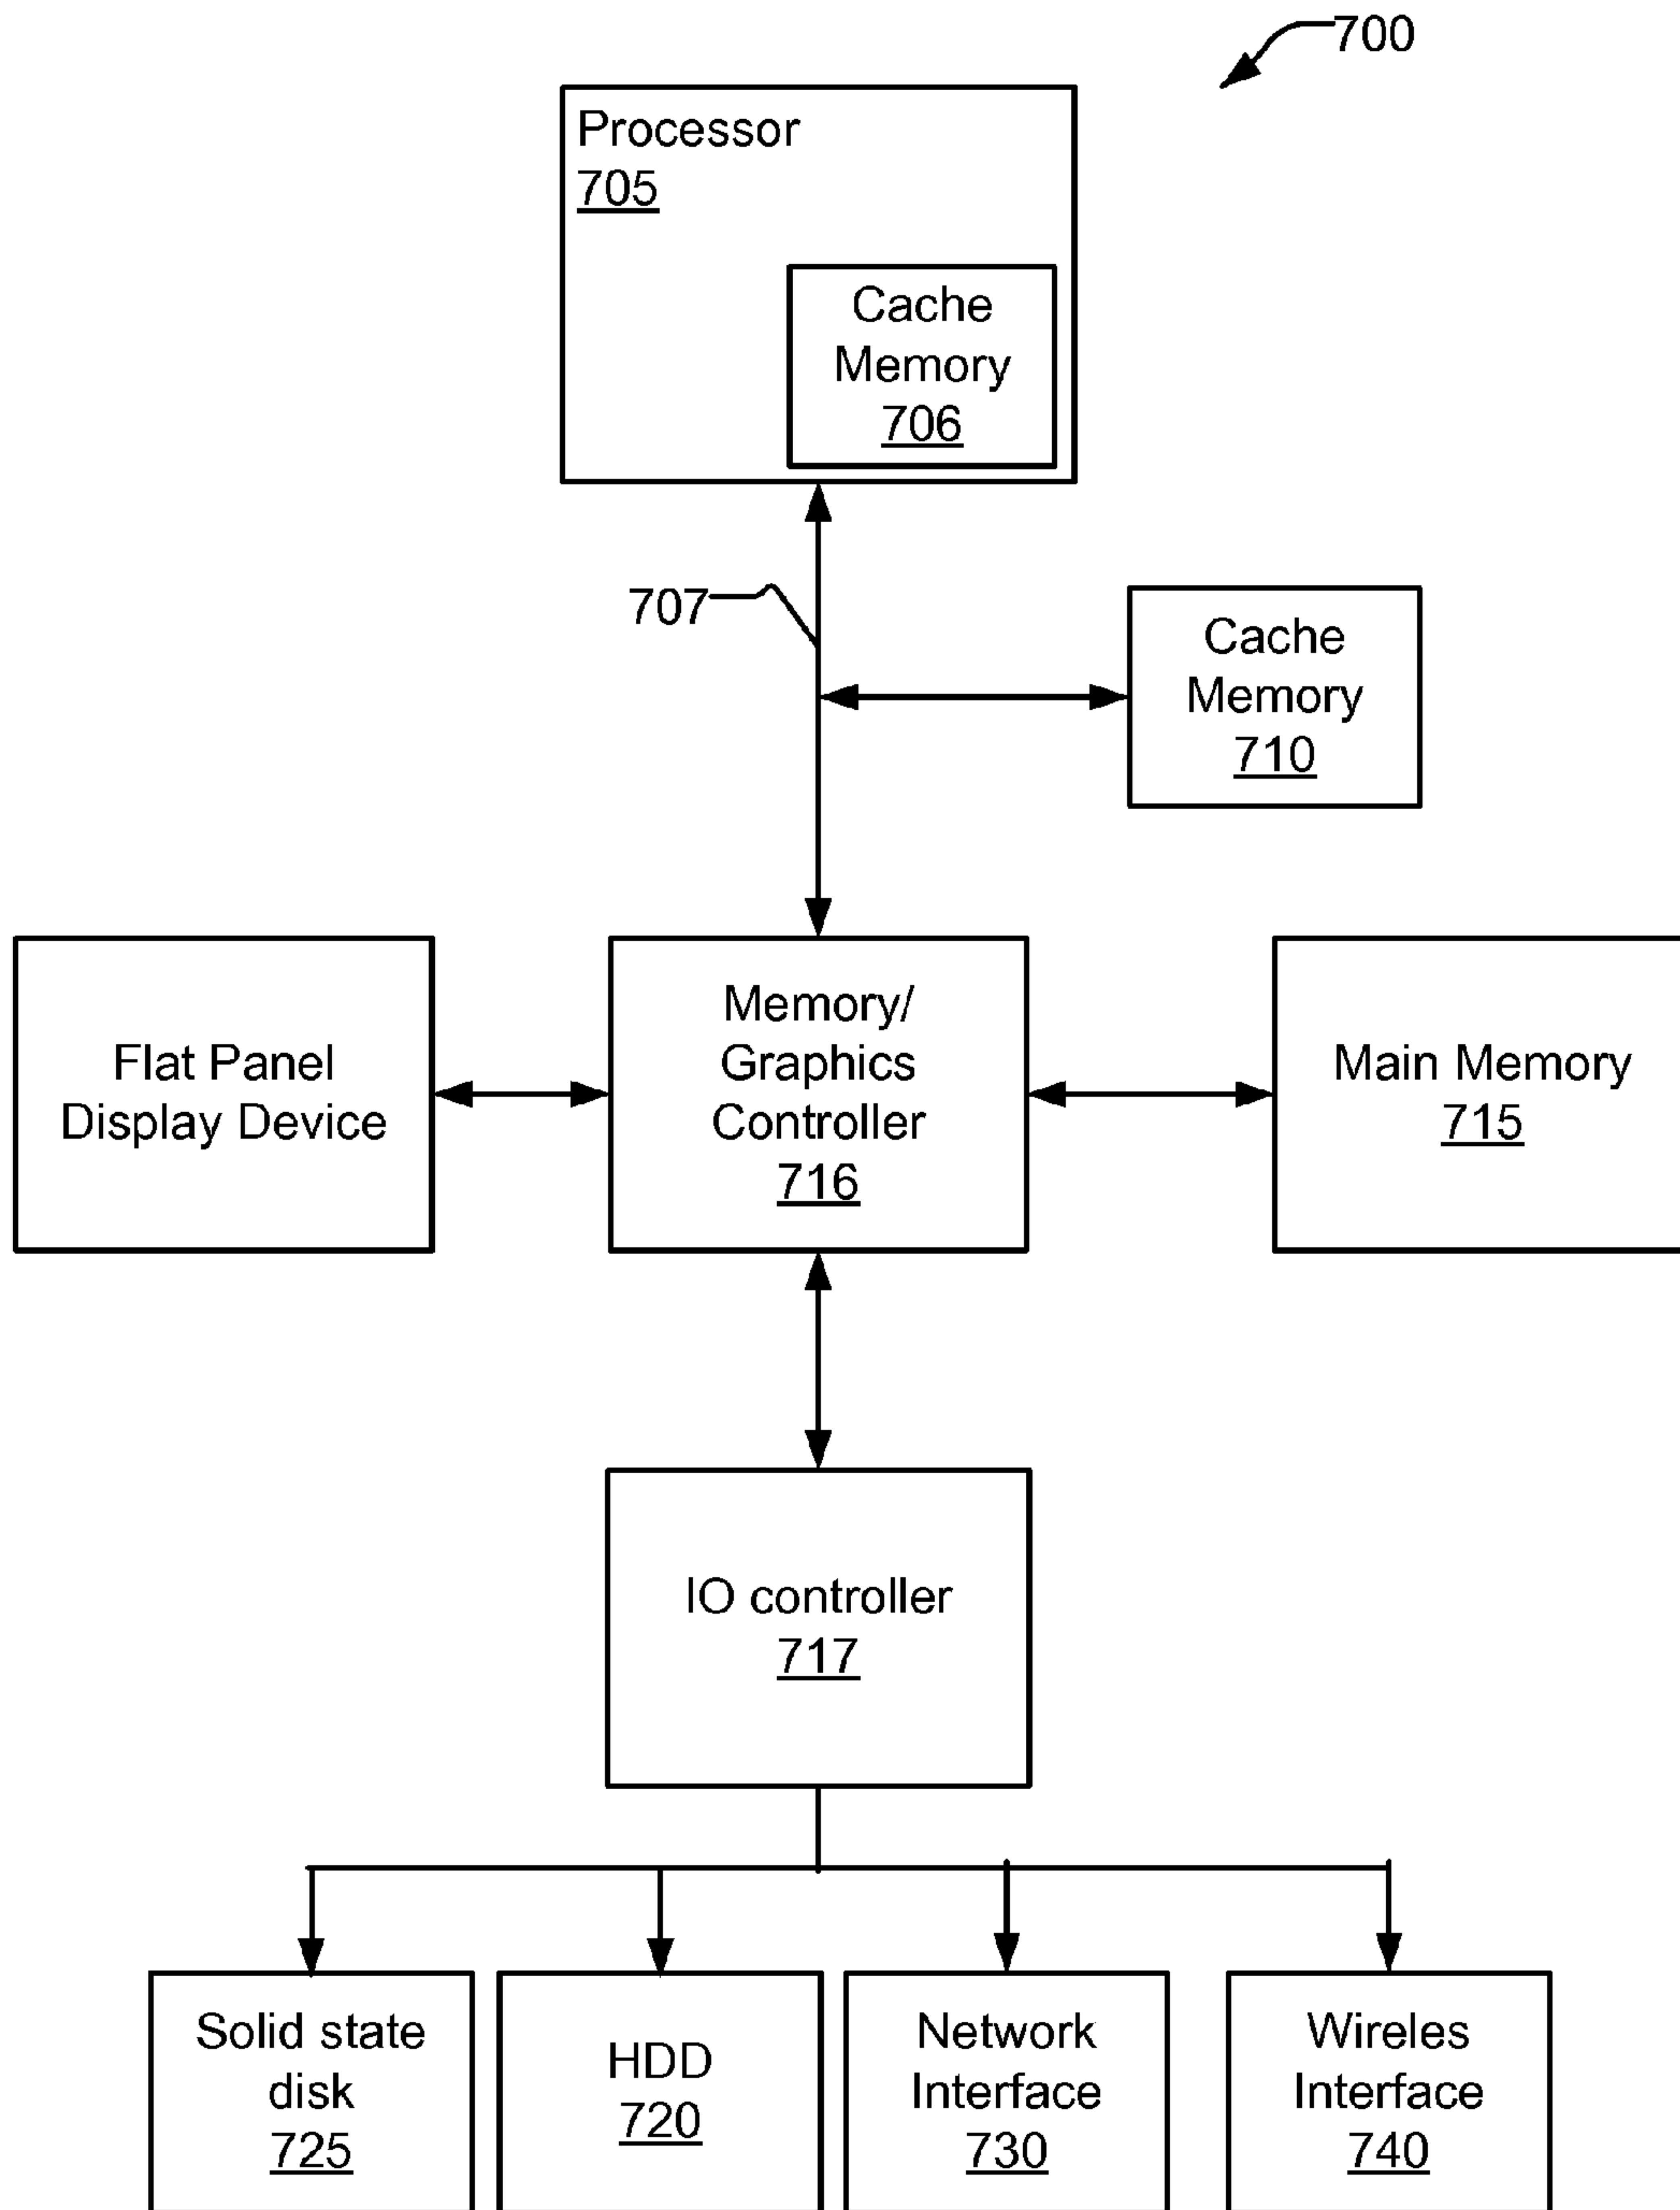 700
Processor
705
Cache
Memory
706
707
Cache
Memory
710
Flat Panel
Display Device
Memory/
Graphics
Controller
716
Main Memory
715
IO controller
717
Solid state
disk
725
HDD
720
Network
Interface
730
Wireles
Interface
740